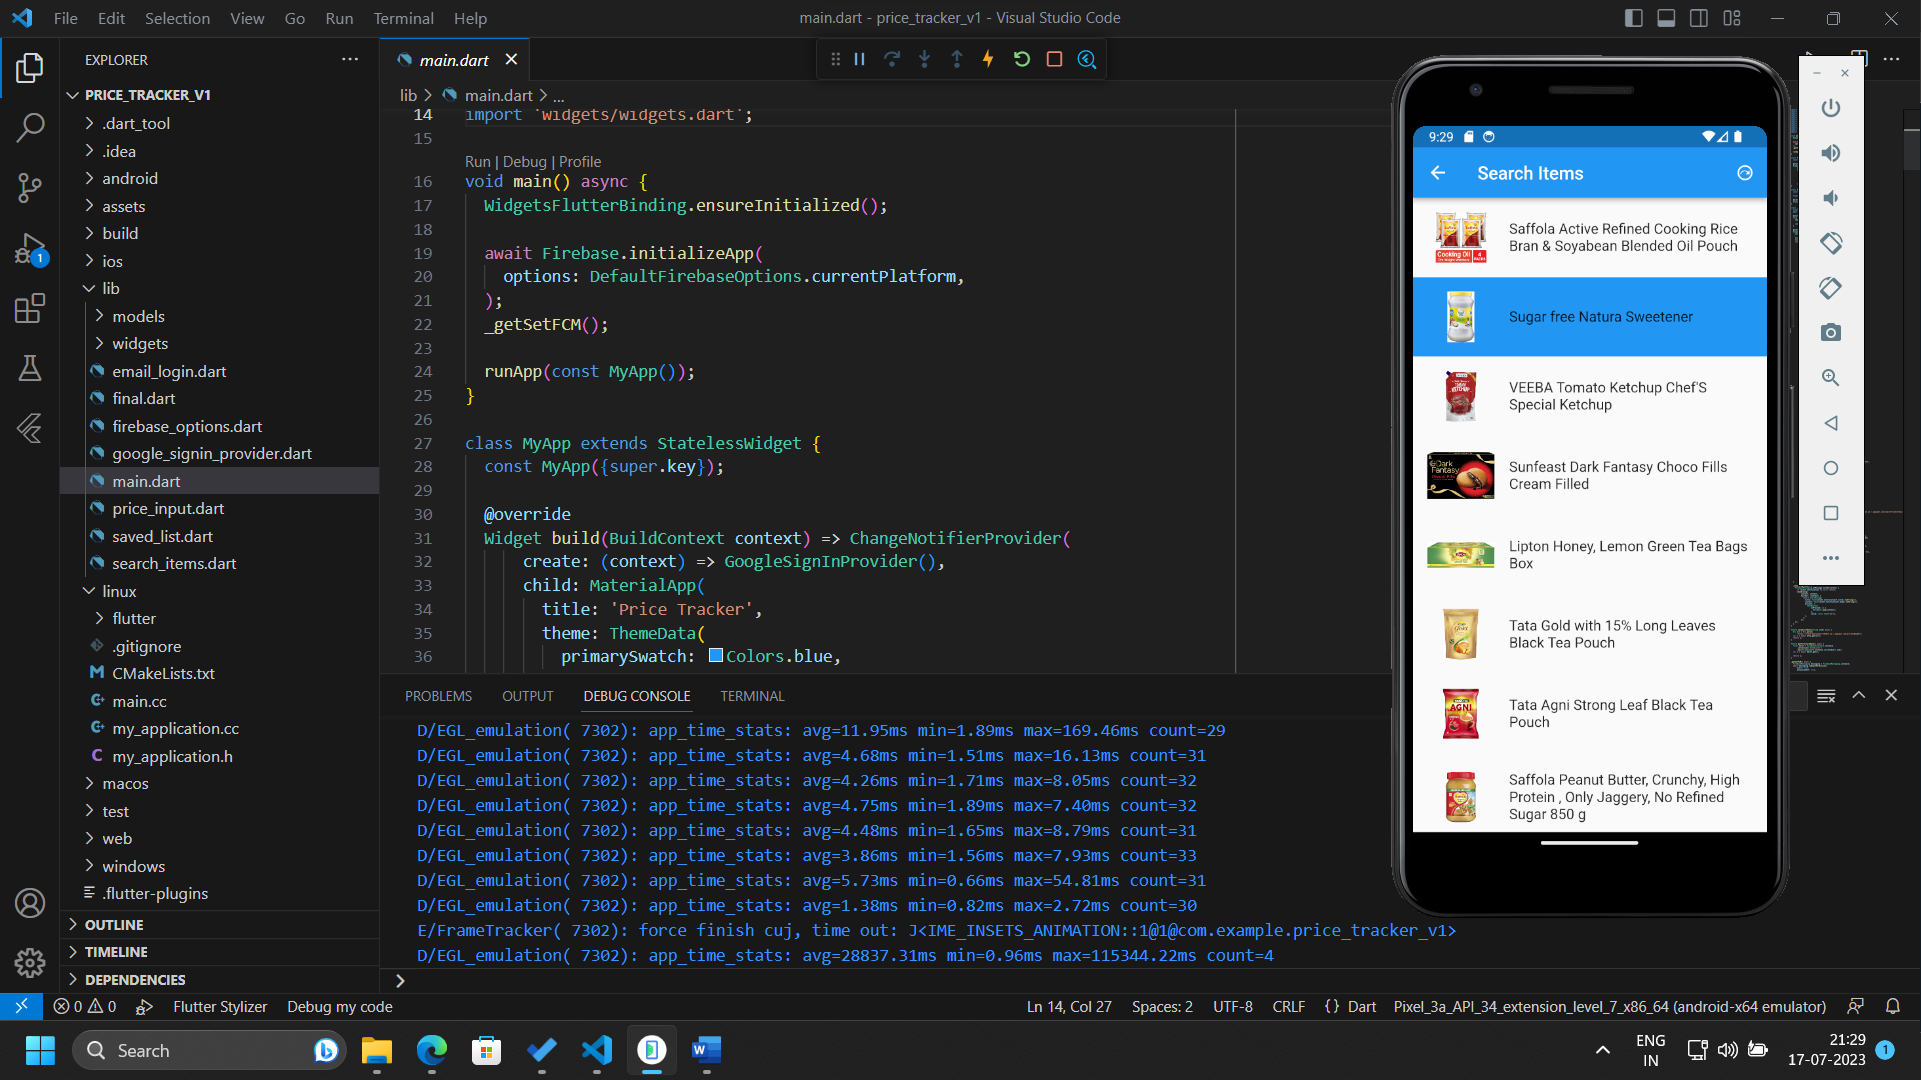 File Edit Selection View Go Run Terminal Help
main.dart - price_tracker_v1 - Visual Studio Code
EXPLORER
PRICE_TRACKER_V1
.dart_tool
.idea
android
assets
build
ios
lib
models
widgets
email_login.dart
final.dart
firebase_options.dart
google_signin_provider.dart
main.dart
price_input.dart
saved_list.dart
search_items.dart
linux
flutter
.gitignore
CMakeLists.txt
main.cc
my_application.cc
my_application.h
macos
test
web
windows
.flutter-plugins
OUTLINE
TIMELINE
DEPENDENCIES
1
main.dart
lib > main.dart > ...
14 import 'widgets/widgets.dart';
15
Run | Debug | Profile
16 void main() async {
17 WidgetsFlutterBinding.ensureInitialized();
18
19 await Firebase.initializeApp(
20 options: DefaultFirebaseOptions.currentPlatform,
21 );
22 _getSetFCM();
23
24 runApp(const MyApp());
25 }
26
27 class MyApp extends StatelessWidget {
28 const MyApp({super.key});
29
30 @override
31 Widget build(BuildContext context) => ChangeNotifierProvider(
32 create: (context) => GoogleSignInProvider(),
33 child: MaterialApp(
34 title: 'Price Tracker',
35 theme: ThemeData(
36 primarySwatch: Colors.blue,
PROBLEMS OUTPUT DEBUG CONSOLE TERMINAL
D/EGL_emulation( 7302): app_time_stats: avg=11.95ms min=1.89ms max=169.46ms count=29
D/EGL_emulation( 7302): app_time_stats: avg=4.68ms min=1.51ms max=16.13ms count=31
D/EGL_emulation( 7302): app_time_stats: avg=4.26ms min=1.71ms max=8.05ms count=32
D/EGL_emulation( 7302): app_time_stats: avg=4.75ms min=1.89ms max=7.40ms count=32
D/EGL_emulation( 7302): app_time_stats: avg=4.48ms min=1.65ms max=8.79ms count=31
D/EGL_emulation( 7302): app_time_stats: avg=3.86ms min=1.56ms max=7.93ms count=33
D/EGL_emulation( 7302): app_time_stats: avg=5.73ms min=0.66ms max=54.81ms count=31
D/EGL_emulation( 7302): app_time_stats: avg=1.38ms min=0.82ms max=2.72ms count=30
E/FrameTracker( 7302): force finish cuj, time out: J<IME_INSETS_ANIMATION::1@1@com.example.price_tracker_v1>
D/EGL_emulation( 7302): app_time_stats: avg=28837.31ms min=0.96ms max=115344.22ms count=4
9:29
Search Items
Saffola Active Refined Cooking Rice
Bran & Soyabean Blended Oil Pouch
Cooking Oil
Sugar free Natura Sweetener
VEEBA Tomato Ketchup Chef'S
Special Ketchup
Sunfeast Dark Fantasy Choco Fills
Cream Filled
Dark
Fantasy
Lipton Honey, Lemon Green Tea Bags
Box
Tata Gold with 15% Long Leaves
Black Tea Pouch
Tata Agni Strong Leaf Black Tea
Pouch
AGNI
Saffola Peanut Butter, Crunchy, High
Protein , Only Jaggery, No Refined
Sugar 850 g
0 0 Flutter Stylizer Debug my code
Ln 14, Col 27 Spaces: 2 UTF-8 CRLF {} Dart Pixel_3a_API_34_extension_level_7_x86_64 (android-x64 emulator)
Search
ENG
IN
21:29
17-07-2023
1